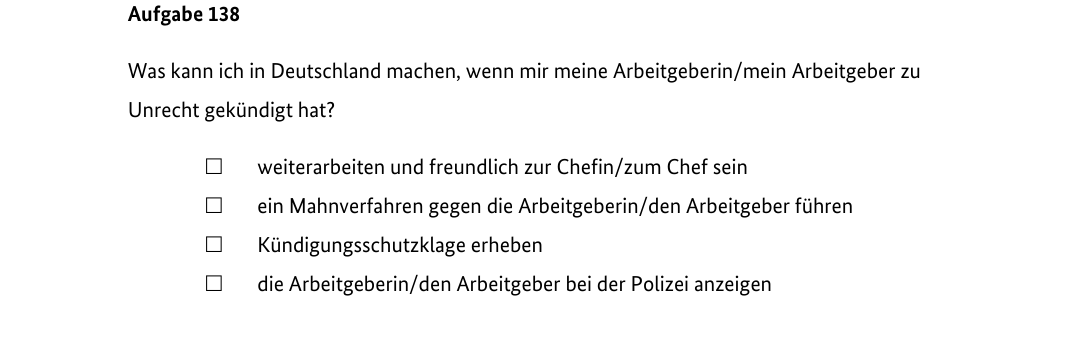 Aufgabe 138
Was kann ich in Deutschland machen, wenn mir meine Arbeitgeberin/mein Arbeitgeber zu
Unrecht gekündigt hat?
☐ weiterarbeiten und freundlich zur Chefin/zum Chef sein
☐ ein Mahnverfahren gegen die Arbeitgeberin/den Arbeitgeber führen
☐ Kündigungsschutzklage erheben
☐ die Arbeitgeberin/den Arbeitgeber bei der Polizei anzeigen